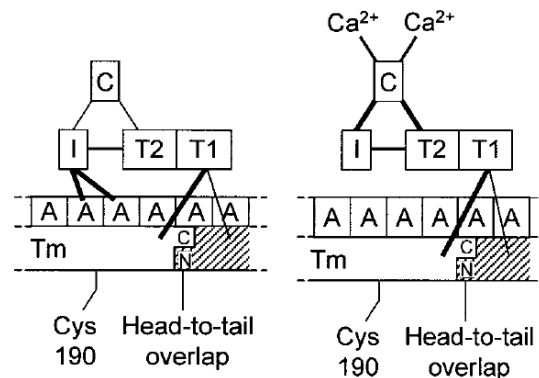 Ca2+ Ca2+
C C
I T2 T1 I T2 T1
A A A A A A A A A A A A
Tm C Tm C
N N
Cys 190 Head-to-tail overlap Cys 190 Head-to-tail overlap